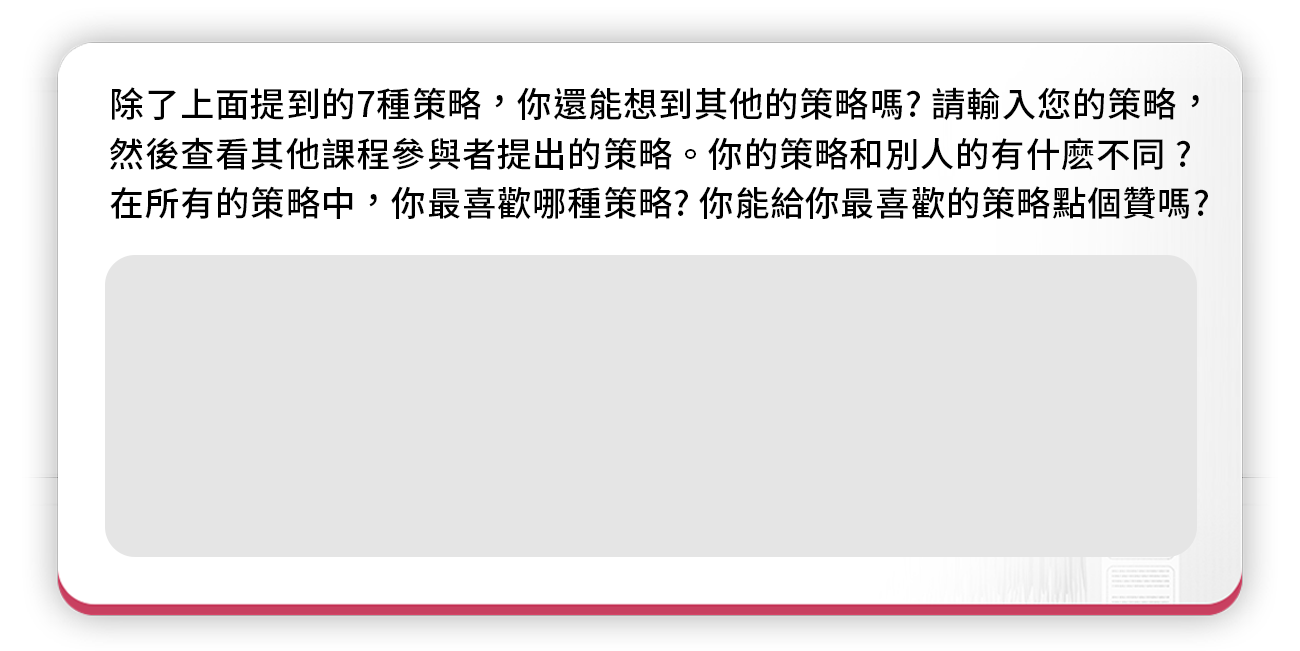 除了上面提到的7種策略，你還能想到其他的策略嗎? 請輸入您的策略，
然後查看其他課程參與者提出的策略。你的策略和別人的有什麽不同？
在所有的策略中，你最喜歡哪種策略? 你能給你最喜歡的策略點個贊嗎?